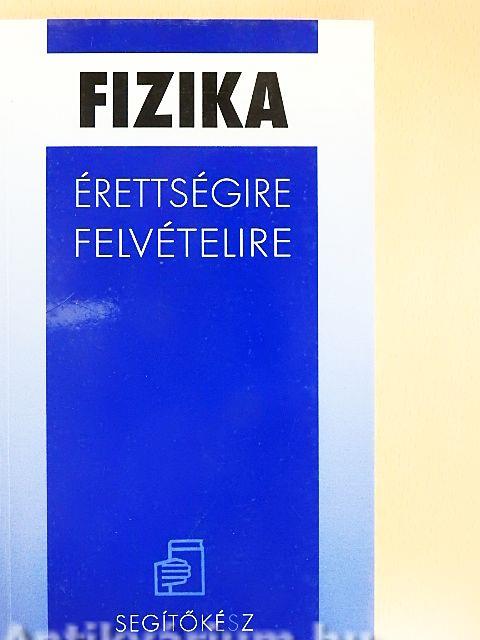 FIZIKA
ÉRETTSÉGIRE
FELVÉTELIRE
SEGÍTŐKÉSZ